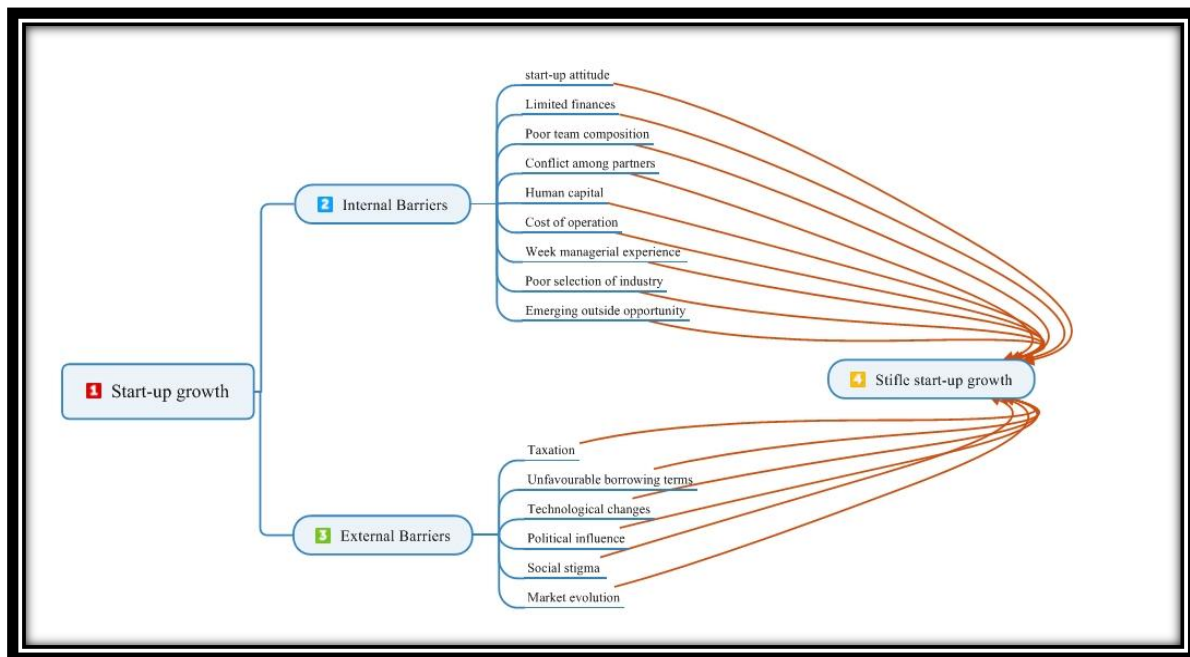 1 Start-up growth
2 Internal Barriers
start-up attitude
Limited finances
Poor team composition
Conflict among partners
Human capital
Cost of operation
Week managerial experience
Poor selection of industry
Emerging outside opportunity
3 External Barriers
Taxation
Unfavourable borrowing terms
Technological changes
Political influence
Social stigma
Market evolution
4 Stifle start-up growth